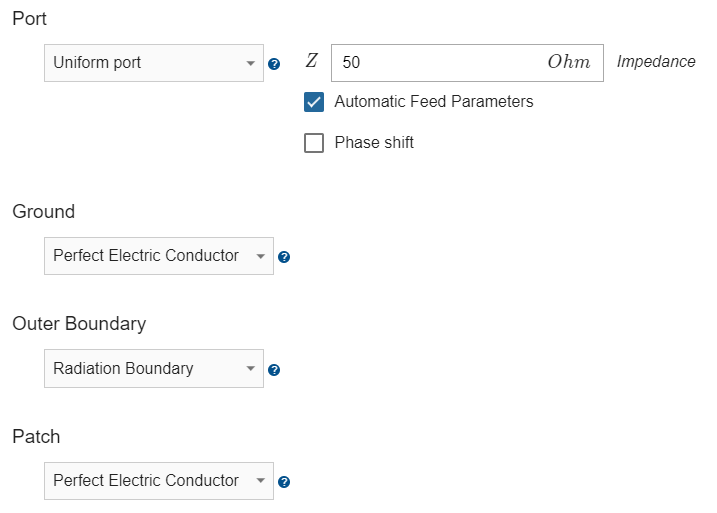 Port
Uniform port ? Z 50 Ohm Impedance
Automatic Feed Parameters
Phase shift
Ground
Perfect Electric Conductor ?
Outer Boundary
Radiation Boundary ?
Patch
Perfect Electric Conductor ?